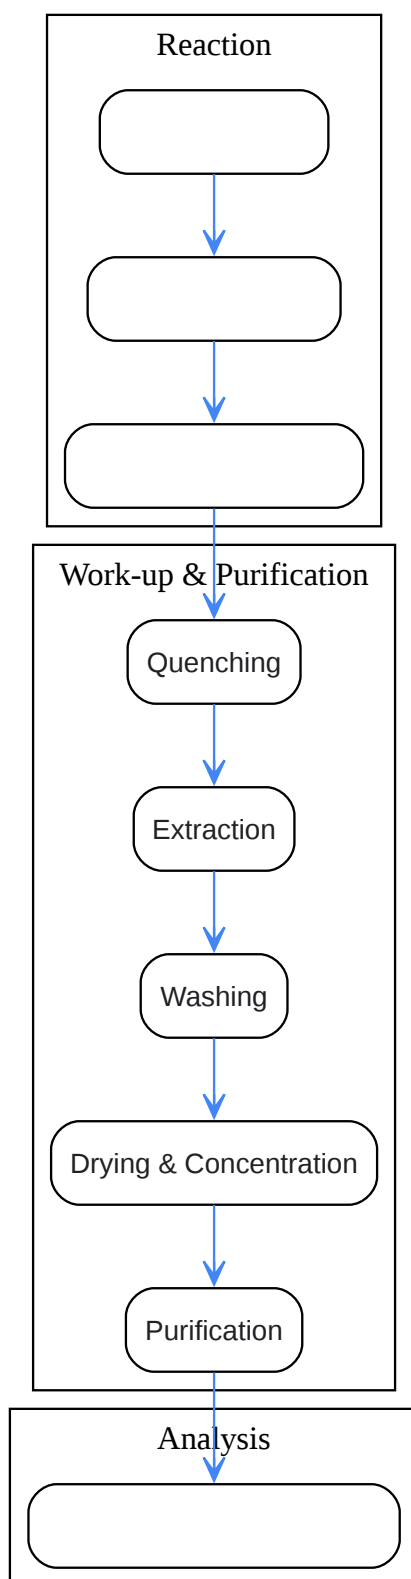 Reaction
Work-up & Purification
Quenching
Extraction
Washing
Drying & Concentration
Purification
Analysis